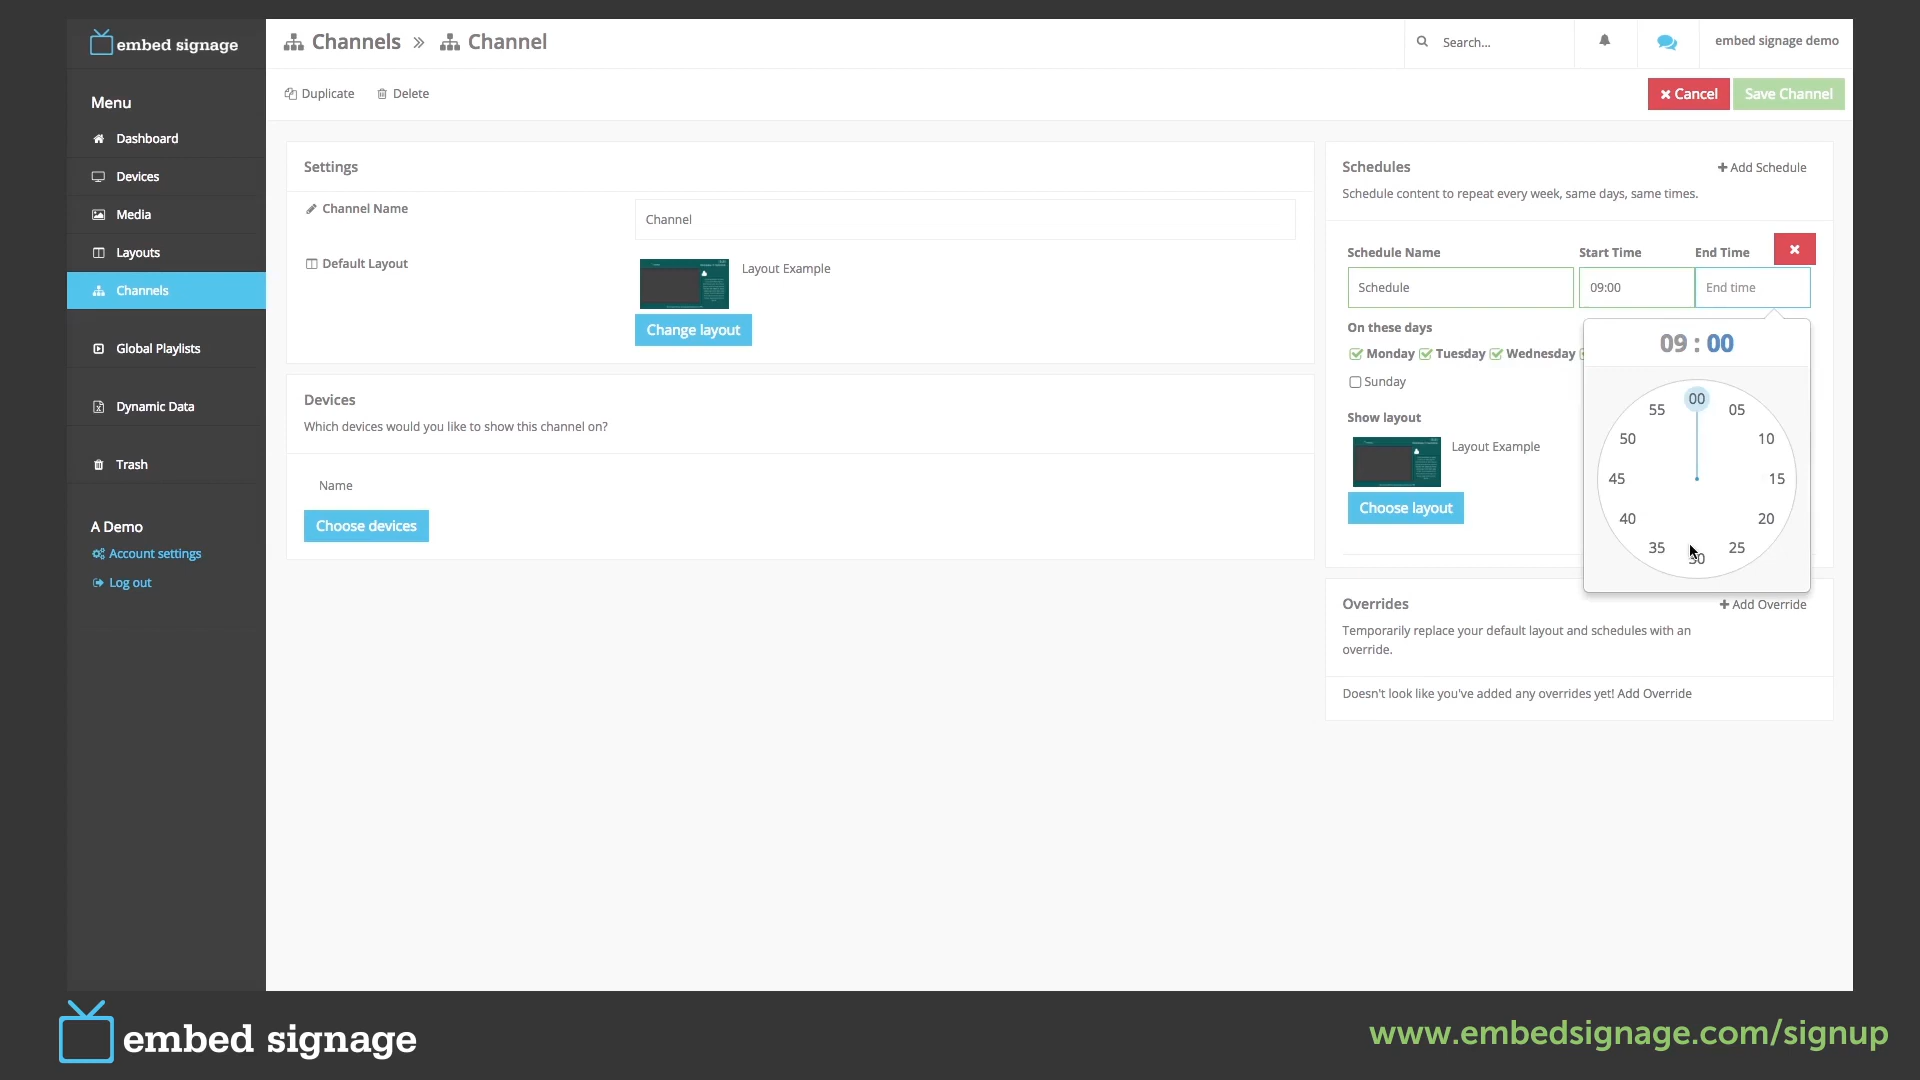 embed signage
Channels » Channel
Search...
embed signage demo
Duplicate
Delete
Cancel
Save Channel
Menu
Dashboard
Devices
Media
Layouts
Channels
Global Playlists
Dynamic Data
Trash
A Demo
Account settings
Log out
Settings
Channel Name
Channel
Default Layout
Layout Example
Change layout
Devices
Which devices would you like to show this channel on?
Name
Choose devices
Schedules
Add Schedule
Schedule content to repeat every week, same days, same times.
Schedule Name
Start Time
End Time
Schedule
09:00
End time
On these days
Monday Tuesday Wednesday
Sunday
Show layout
Layout Example
Choose layout
09 : 00
00
55
05
50
10
45
15
40
20
35
25
30
Overrides
Add Override
Temporarily replace your default layout and schedules with an
override.
Doesn't look like you've added any overrides yet! Add Override
embed signage
www.embedsignage.com/signup